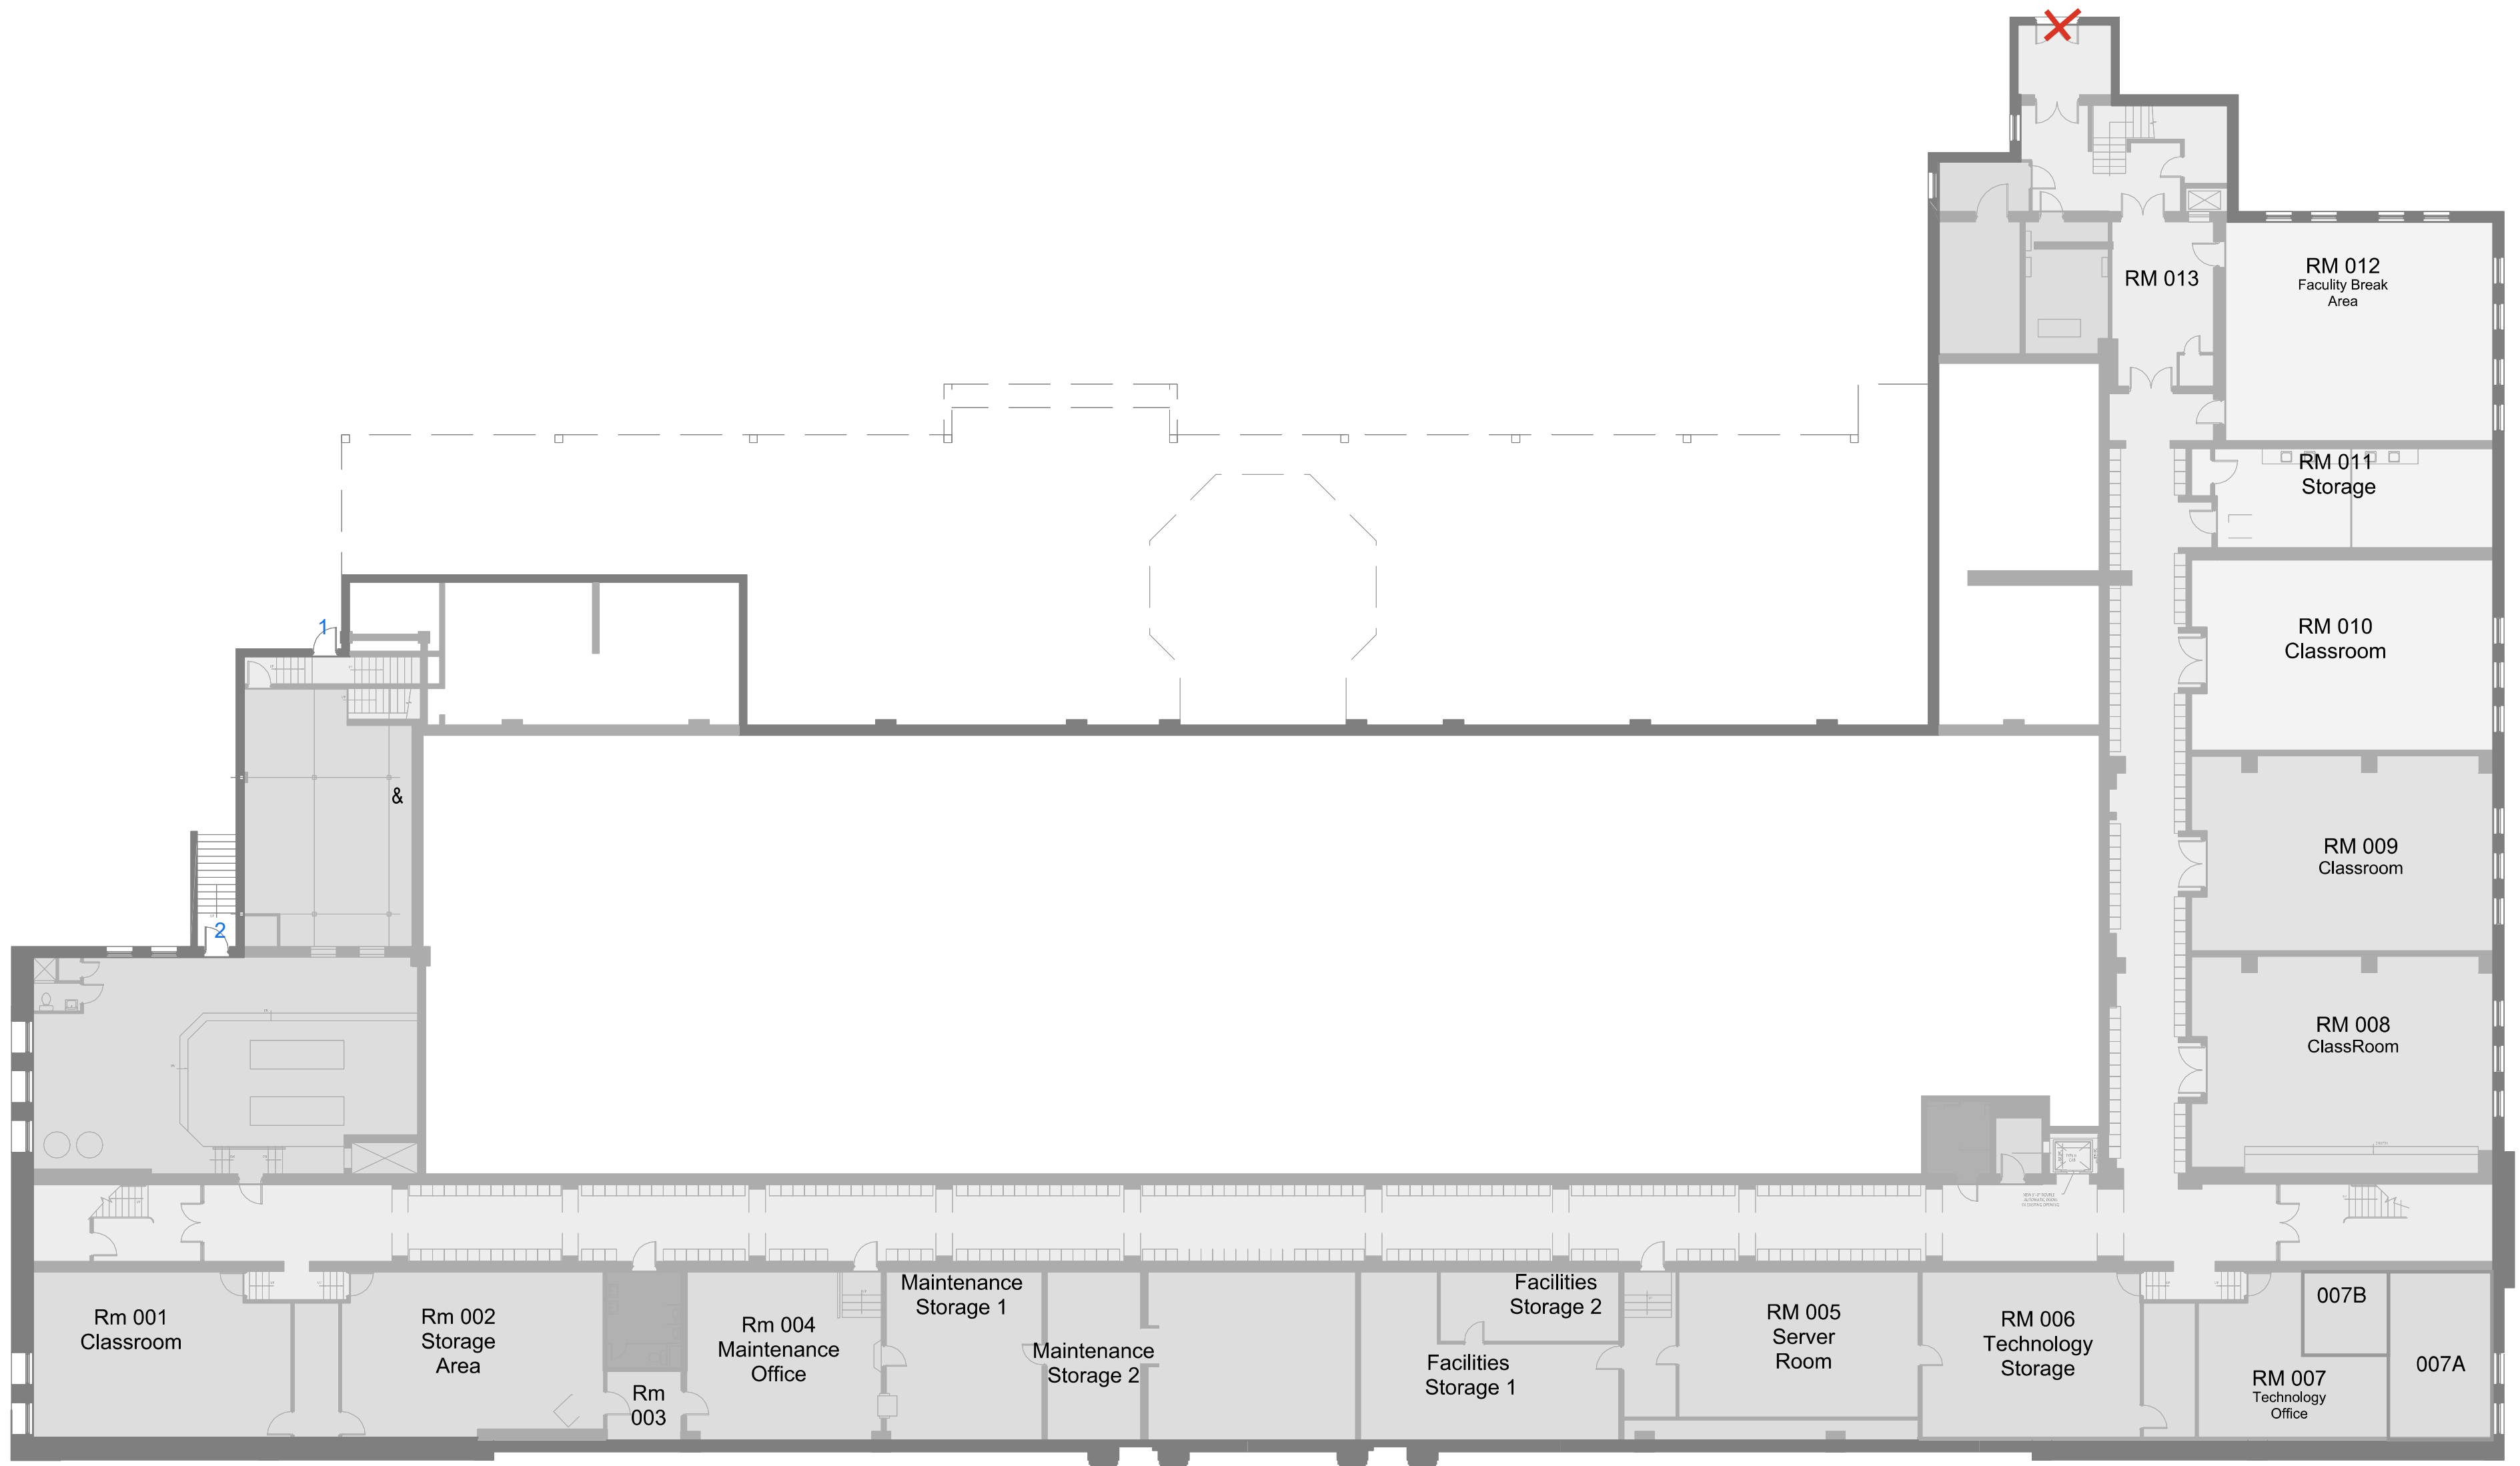 RM 012
Faculity Break
Area
RM 013
RM 011
Storage
1
RM 010
Classroom
&
RM 009
Classroom
2
RM 008
ClassRoom
Rm 001
Classroom
Rm 002
Storage
Area
Rm
003
Rm 004
Maintenance
Office
Maintenance
Storage 1
Maintenance
Storage 2
Facilities
Storage 1
Facilities
Storage 2
RM 005
Server
Room
RM 006
Technology
Storage
007B
007A
RM 007
Technology
Office